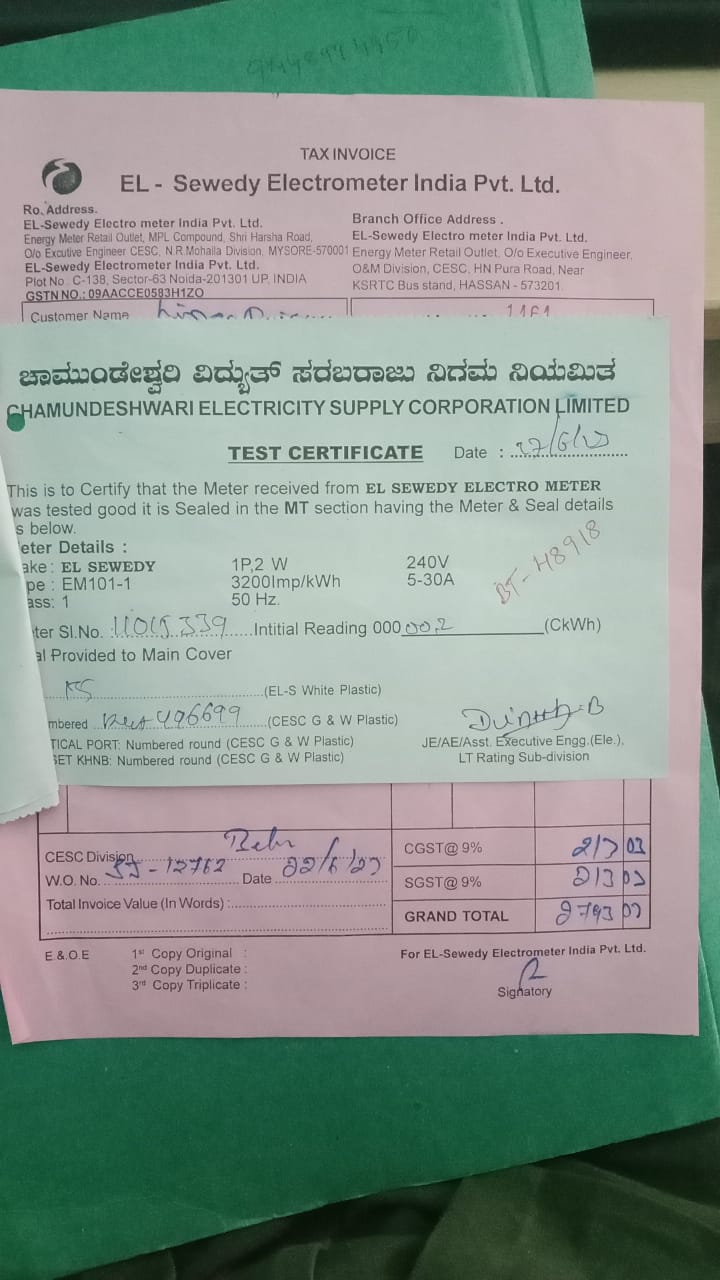 TAX INVOICE
EL - Sewedy Electrometer India Pvt. Ltd.
Ro. Address.
EL-Sewedy Electro meter India Pvt. Ltd.
Energy Meter Retail Outlet, MPL Compound, Shri Harsha Road,
O/o Excutive Engineer CESC, N.R.Mohalla Division, MYSORE-570001
EL-Sewedy Electrometer India Pvt. Ltd.
Plot No. C-138, Sector-63 Noida-201301 UP, INDIA
GSTN NO.: 09AACCE0583H1ZO
Branch Office Address .
EL-Sewedy Electro meter India Pvt. Ltd.
Energy Meter Retail Outlet, O/o Executive Engineer,
O&M Division, CESC, HN Pura Road, Near
KSRTC Bus stand, HASSAN - 573201.
Customer Name
ಚಾಮುಂಡೇಶ್ವರಿ ವಿದ್ಯುತ್ ಸರಬರಾಜು ನಿಗಮ ನಿಯಮಿತ
CHAMUNDESHWARI ELECTRICITY SUPPLY CORPORATION LIMITED
TEST CERTIFICATE Date :
This is to Certify that the Meter received from EL SEWEDY ELECTRO METER
was tested good it is Sealed in the MT section having the Meter & Seal details
s below.
eter Details :
ake : EL SEWEDY 1P,2 W 240V
pe : EM101-1 3200Imp/kWh 5-30A
ass: 1 50 Hz.
BT-48918
ter Sl.No. 11015339 Intitial Reading 000 00.2 (CkWh)
al Provided to Main Cover
(EL-S White Plastic)
mbered 496699 (CESC G & W Plastic)
TICAL PORT: Numbered round (CESC G & W Plastic)
ET KHNB: Numbered round (CESC G & W Plastic)
JE/AE/Asst. Executive Engg.(Ele.),
LT Rating Sub-division
CESC Division
W.O. No. SJ-12762 Date
Total Invoice Value (In Words) :
CGST@ 9%
SGST@ 9%
GRAND TOTAL 2793
E &.O.E 1st Copy Original :
2nd Copy Duplicate :
3rd Copy Triplicate :
For EL-Sewedy Electrometer India Pvt. Ltd.
Signatory